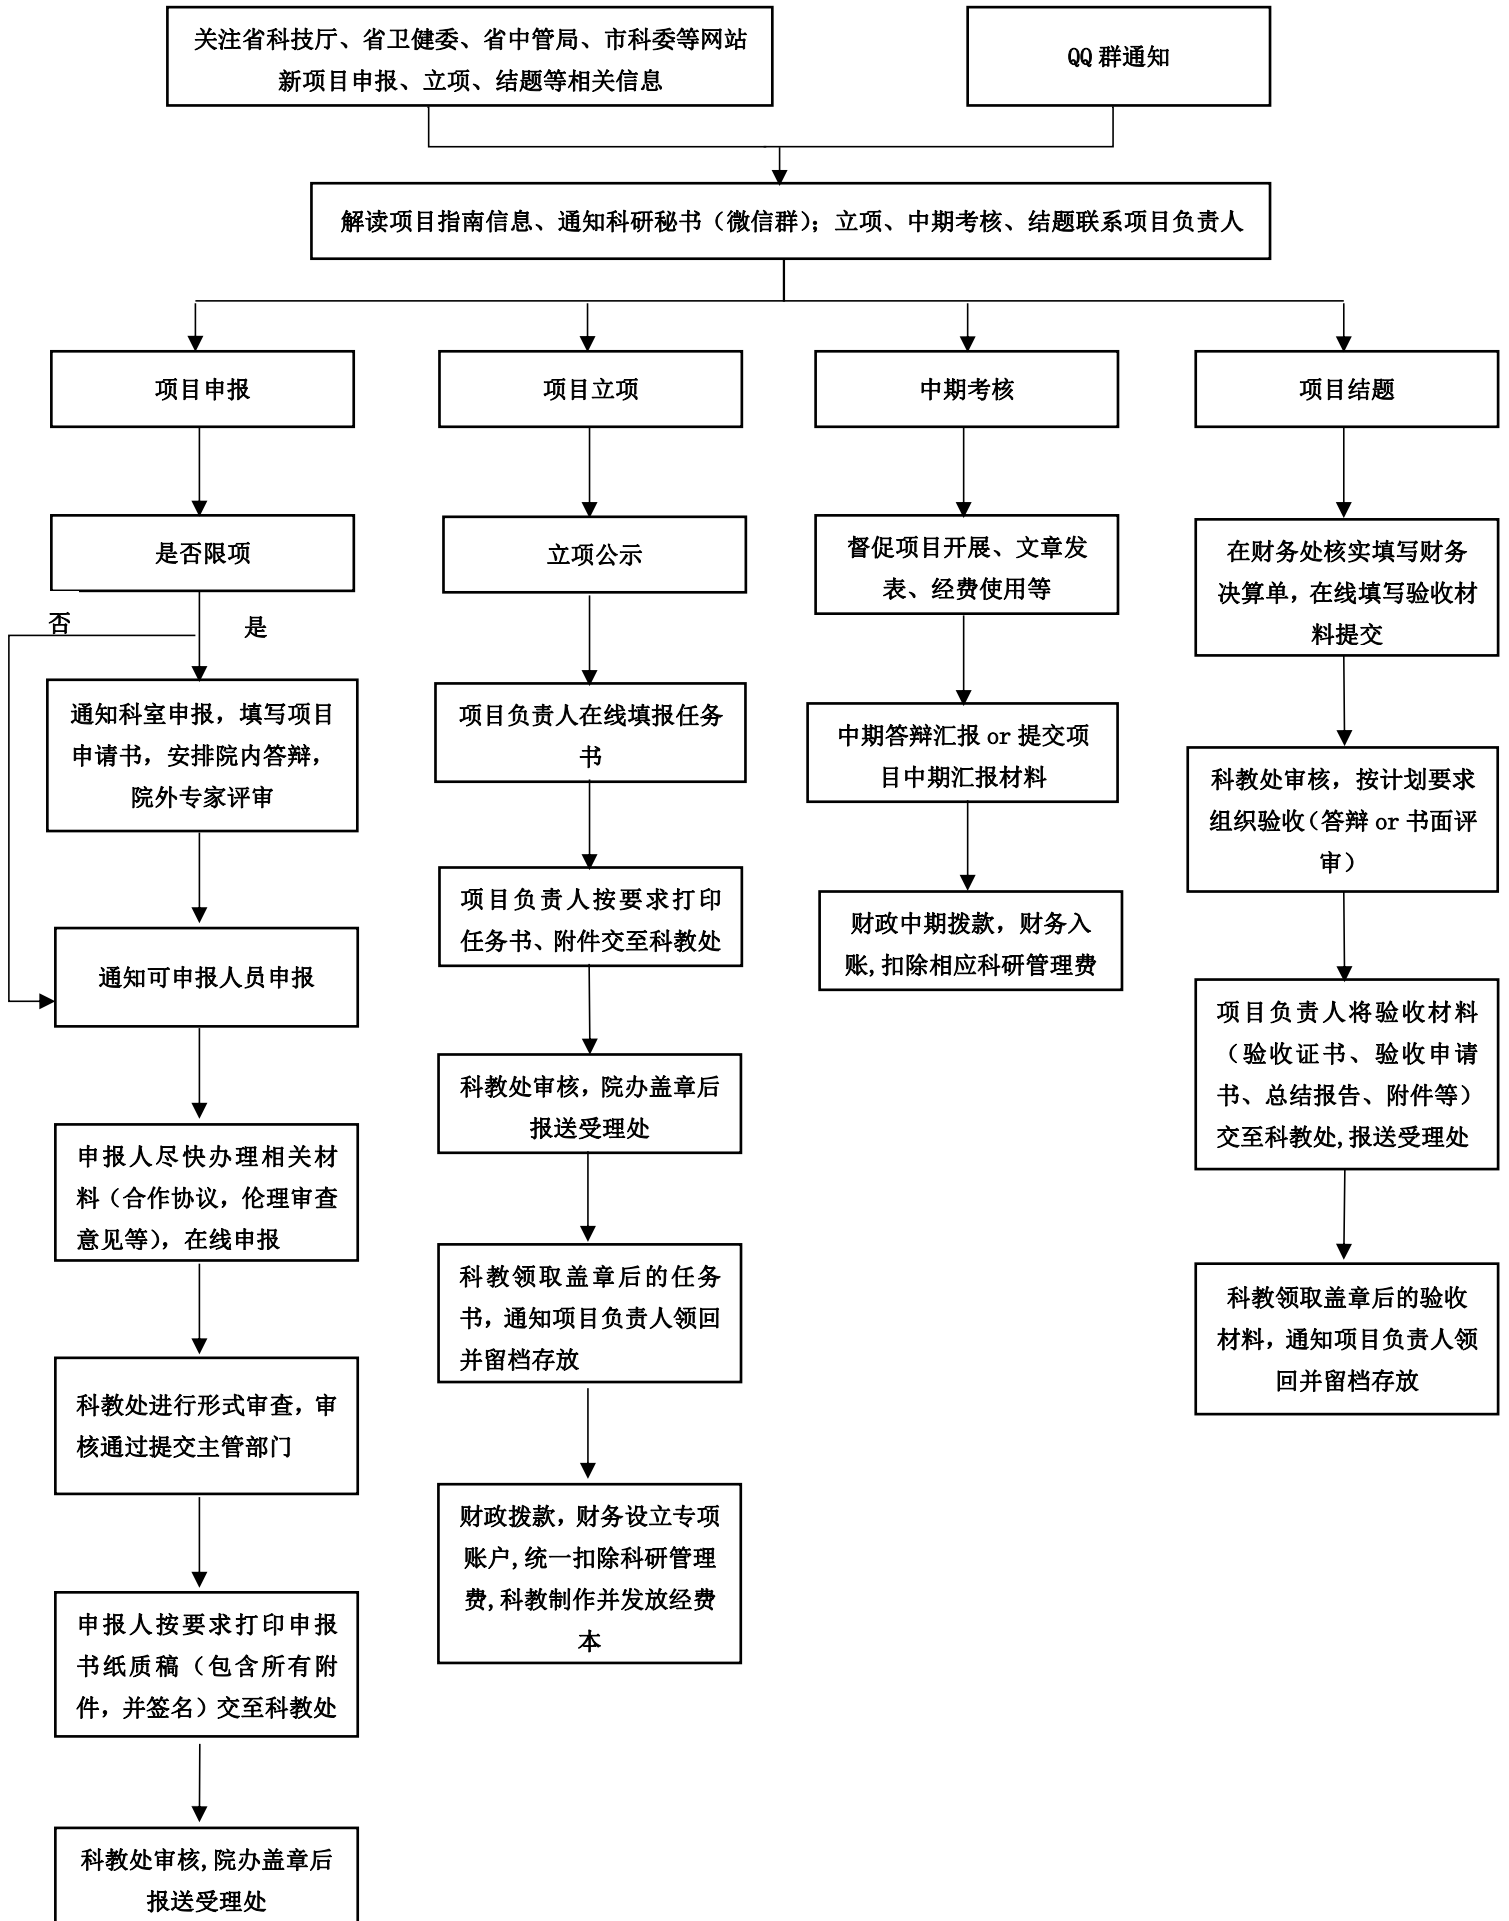 关注省科技厅、省卫健委、省中管局、市科委等网站
新项目申报、立项、结题等相关信息
QQ 群通知
解读项目指南信息、通知科研秘书（微信群）；立项、中期考核、结题联系项目负责人
项目申报
项目立项
中期考核
项目结题
是否限项
否
是
通知科室申报，填写项目
申请书，安排院内答辩，
院外专家评审
通知可申报人员申报
申报人尽快办理相关材
料（合作协议，伦理审查
意见等），在线申报
科教处进行形式审查，审
核通过提交主管部门
申报人按要求打印申报
书纸质稿（包含所有附
件，并签名）交至科教处
科教处审核,院办盖章后
报送受理处
立项公示
项目负责人在线填报任务
书
项目负责人按要求打印
任务书、附件交至科教处
科教处审核，院办盖章后
报送受理处
科教领取盖章后的任务
书，通知项目负责人领回
并留档存放
财政拨款，财务设立专项
账户,统一扣除科研管理
费,科教制作并发放经费
本
督促项目开展、文章发
表、经费使用等
中期答辩汇报 or 提交项
目中期汇报材料
财政中期拨款，财务入
账,扣除相应科研管理费
在财务处核实填写财务
决算单，在线填写验收材
料提交
科教处审核，按计划要求
组织验收（答辩 or 书面评
审）
项目负责人将验收材料
（验收证书、验收申请
书、总结报告、附件等）
交至科教处,报送受理处
科教领取盖章后的验收
材料，通知项目负责人领
回并留档存放